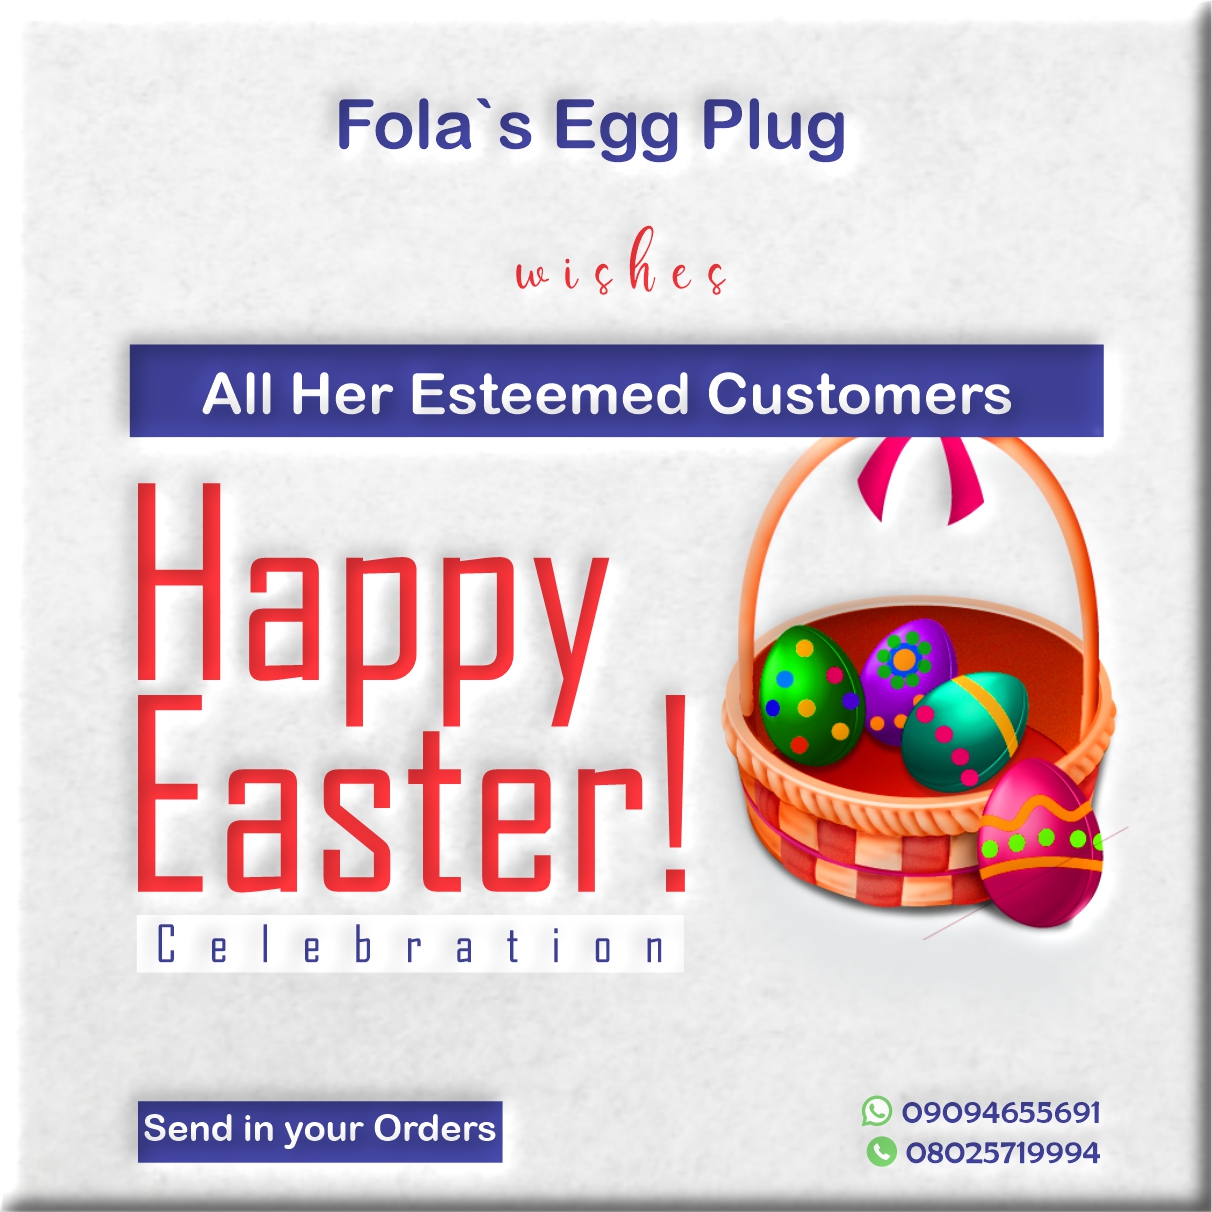 Fola`s Egg Plug
wishes
All Her Esteemed Customers
Happy
Easter!
Celebration
Send in your Orders
09094655691
08025719994